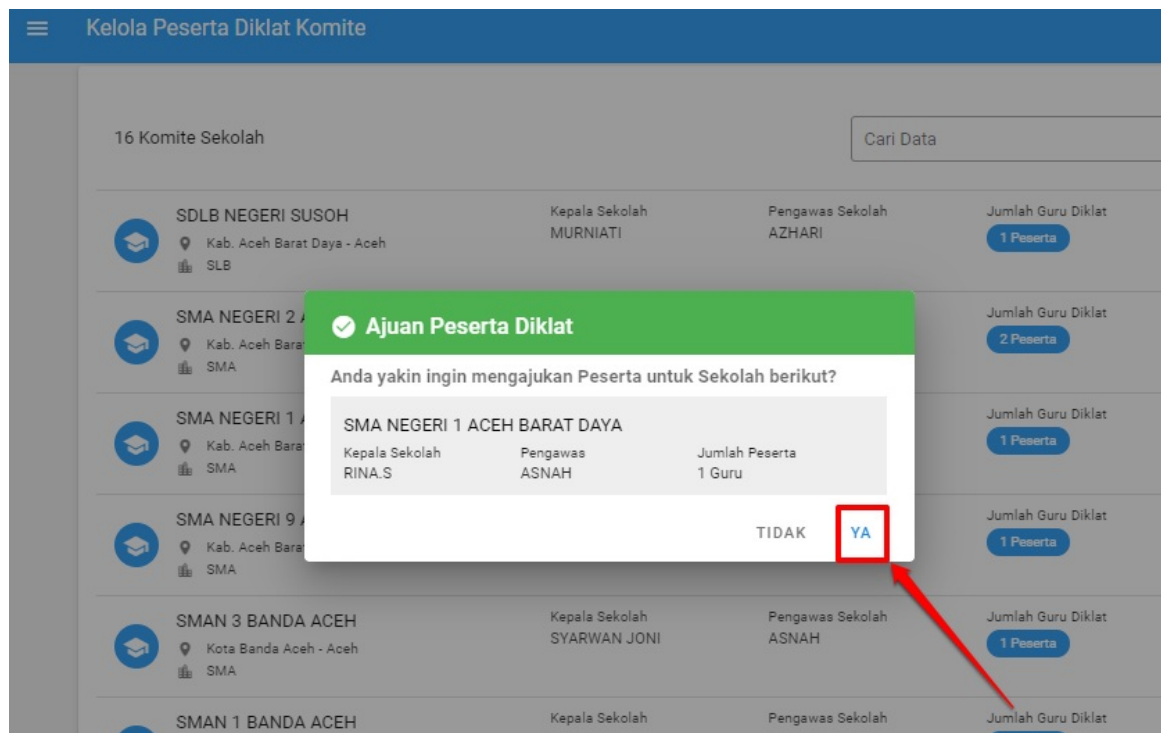 Kelola Peserta Diklat Komite
16 Komite Sekolah
Cari Data
SDLB NEGERI SUSOH
Kab. Aceh Barat Daya - Aceh
SLB
Kepala Sekolah
MURNIATI
Pengawas Sekolah
AZHARI
Jumlah Guru Diklat
1 Peserta
SMA NEGERI 2 A
Kab. Aceh Barat
SMA
Jumlah Guru Diklat
2 Peserta
Ajuan Peserta Diklat
Anda yakin ingin mengajukan Peserta untuk Sekolah berikut?
SMA NEGERI 1 ACEH BARAT DAYA
Kepala Sekolah
RINA.S
Pengawas
ASNAH
Jumlah Peserta
1 Guru
TIDAK
YA
SMA NEGERI 1 A
Kab. Aceh Barat
SMA
Jumlah Guru Diklat
1 Peserta
SMA NEGERI 9 A
Kab. Aceh Barat
SMA
Jumlah Guru Diklat
1 Peserta
SMAN 3 BANDA ACEH
Kota Banda Aceh - Aceh
SMA
Kepala Sekolah
SYARWAN JONI
Pengawas Sekolah
ASNAH
Jumlah Guru Diklat
1 Peserta
SMAN 1 BANDA ACEH
Kepala Sekolah
Pengawas Sekolah
Jumlah Guru Diklat